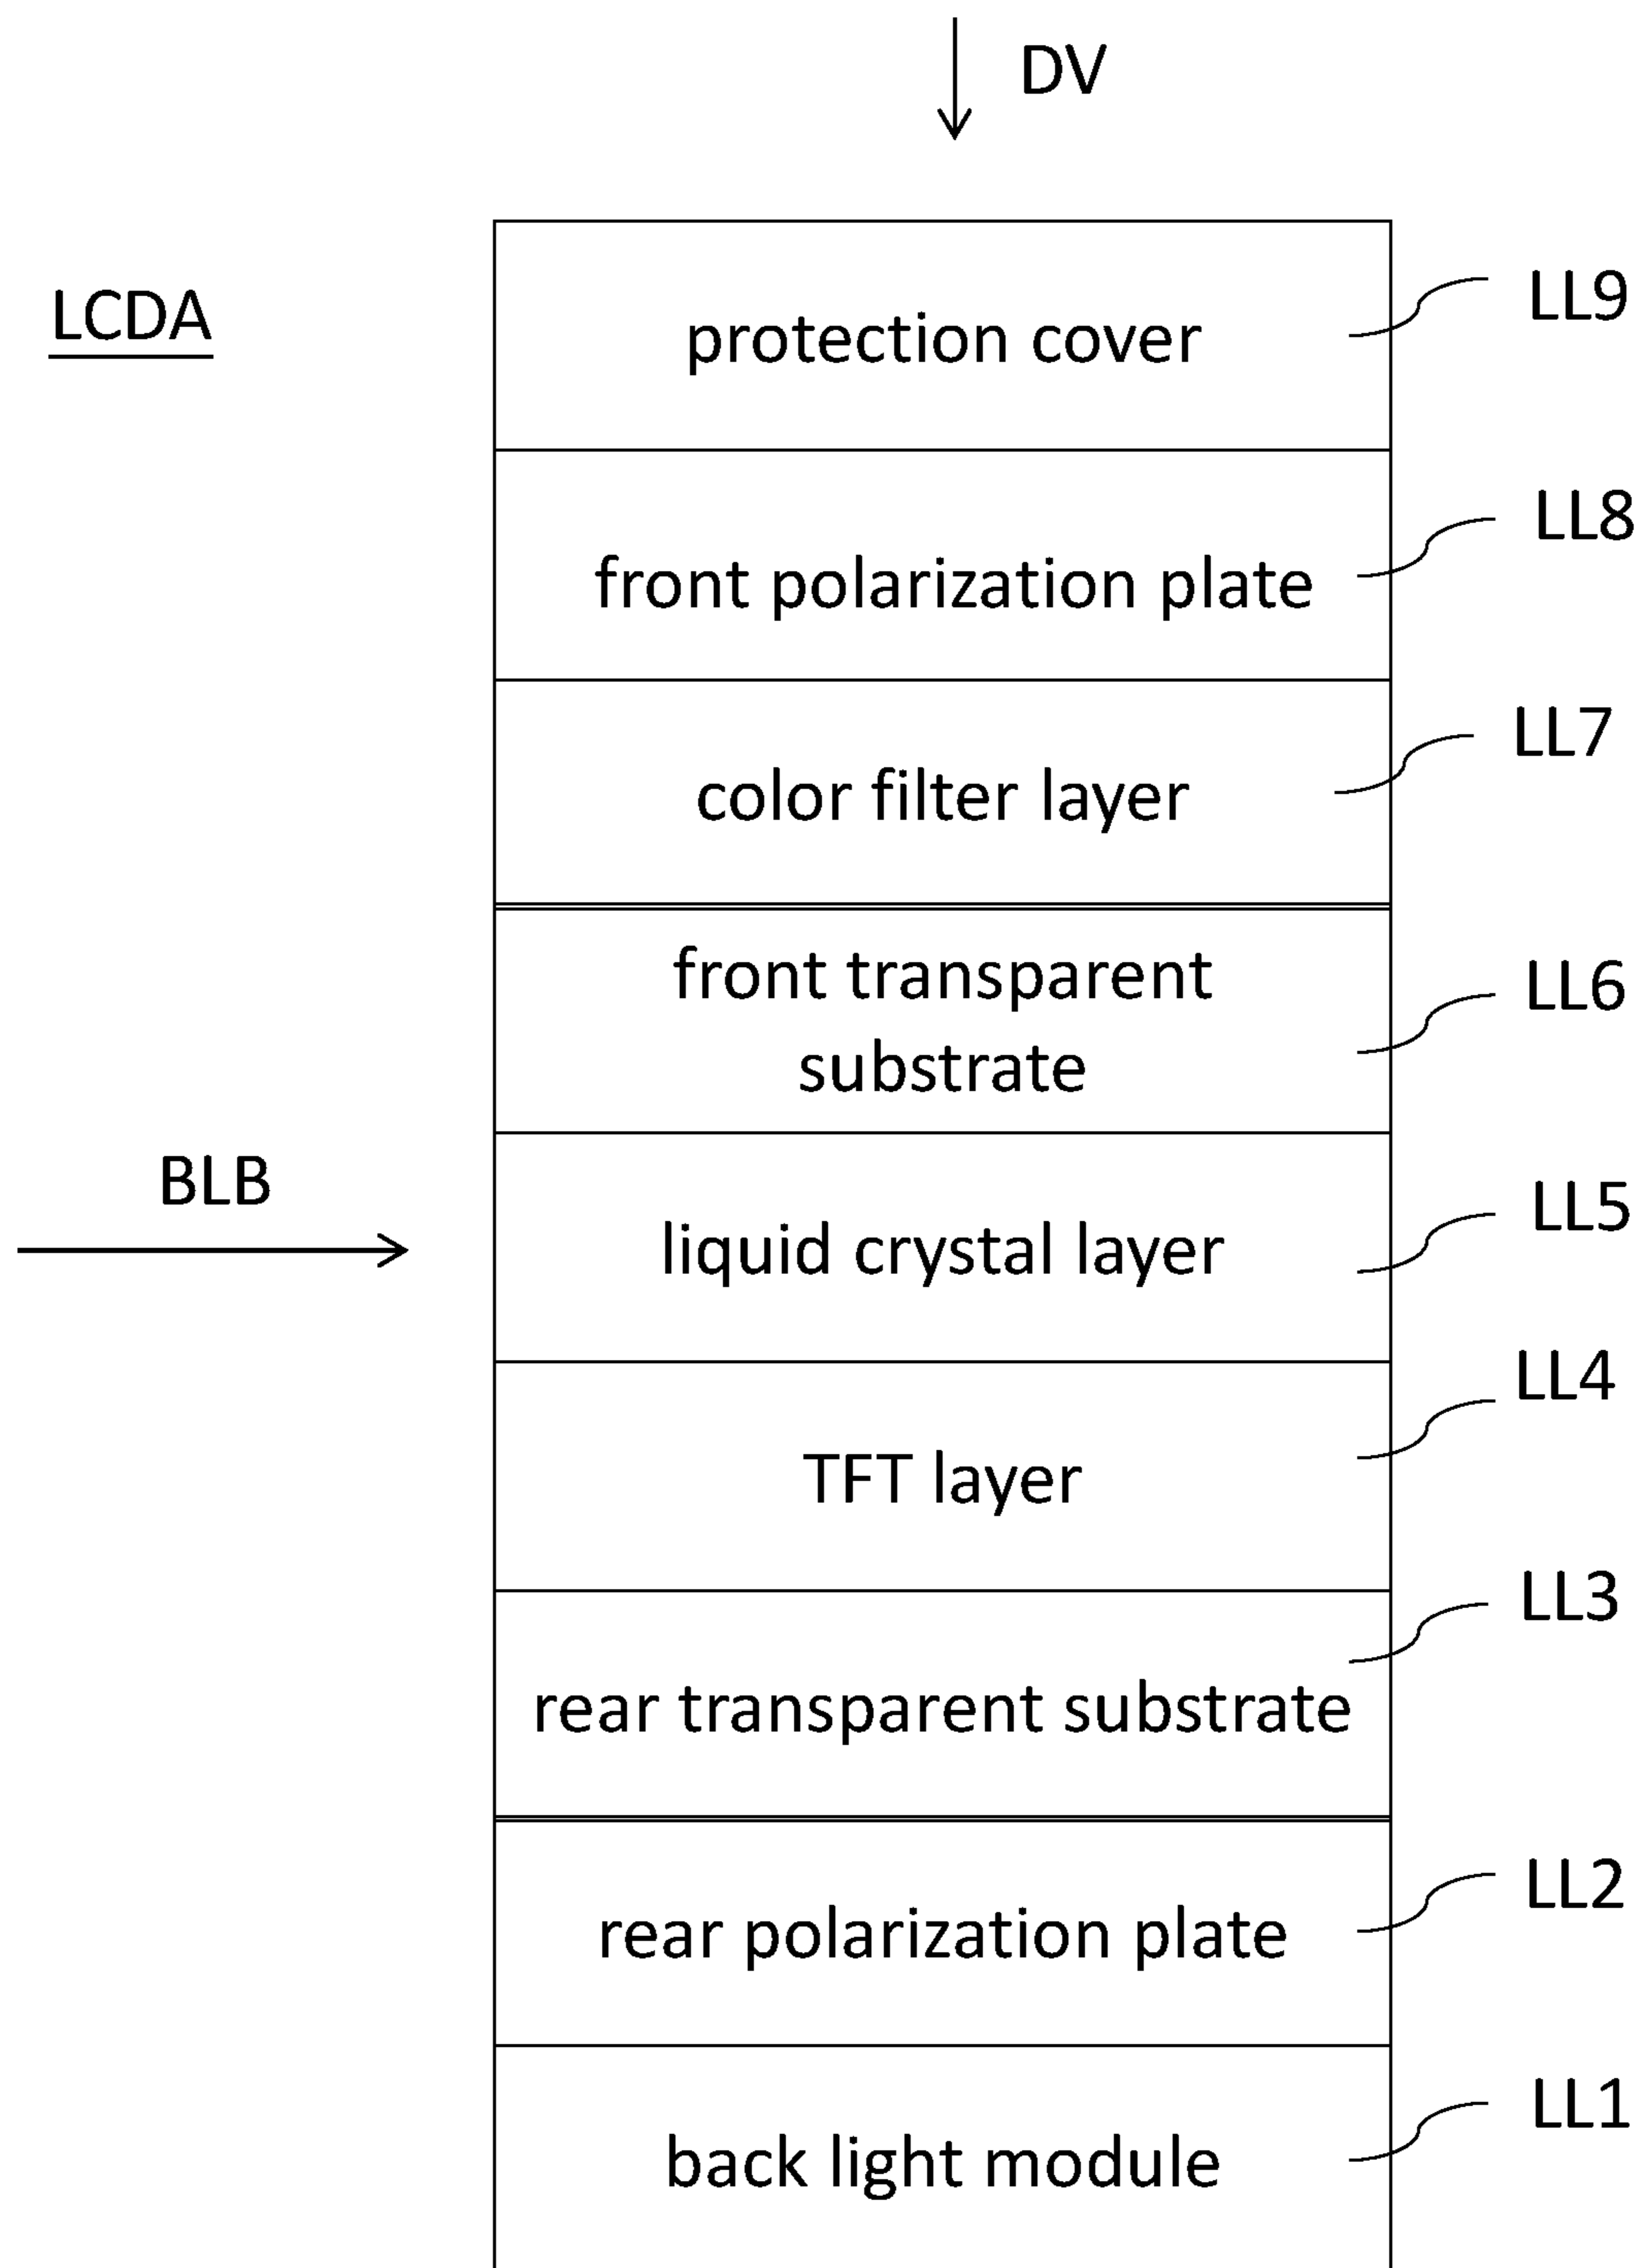 DV
LCDA
protection cover
LL9
front polarization plate
LL8
color filter layer
LL7
front transparent
substrate
LL6
BLB
liquid crystal layer
LL5
TFT layer
LL4
rear transparent substrate
LL3
rear polarization plate
LL2
back light module
LL1